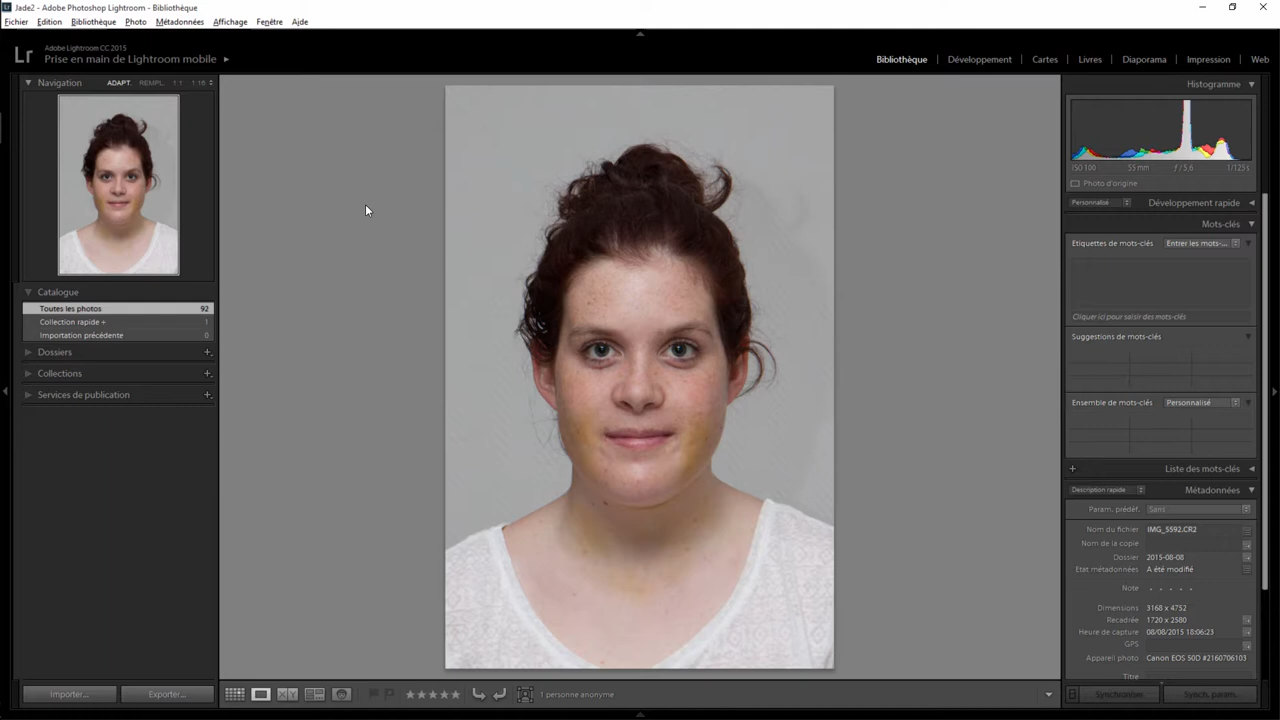 Jade2 - Adobe Photoshop Lightroom - Bibliothèque
Fichier Edition Bibliothèque Photo Métadonnées Affichage Fenêtre Aide
Lr
Adobe Lightroom CC 2015
Prise en main de Lightroom mobile
Bibliothèque Développement Cartes Livres Diaporama Impression Web
Navigation ADAPT. REMPL. 1:1 1:16
Histogramme
ISO 100 55 mm ƒ / 5,6 1/125s
Photo d'origine
Personnalisé Développement rapide
Mots-clés
Etiquettes de mots-clés Entrer les mots-...
Cliquer ici pour saisir des mots-clés
Suggestions de mots-clés
Ensemble de mots-clés Personnalisé
Liste des mots-clés
Catalogue
Toutes les photos 92
Collection rapide + 1
Importation précédente 0
Dossiers
Collections
Services de publication
Description rapide Métadonnées
Param. prédéf. Sans
Nom du fichier IMG_5592.CR2
Nom de la copie
Dossier 2015-08-08
Etat métadonnées A été modifié
Note
Dimensions 3168 x 4752
Recadrée 1720 x 2580
Heure de capture 08/08/2015 18:06:23
GPS
Appareil photo Canon EOS 50D #2160706103
Titre
Importer... Exporter...
XY
1 personne anonyme
Synchroniser Synch. param.